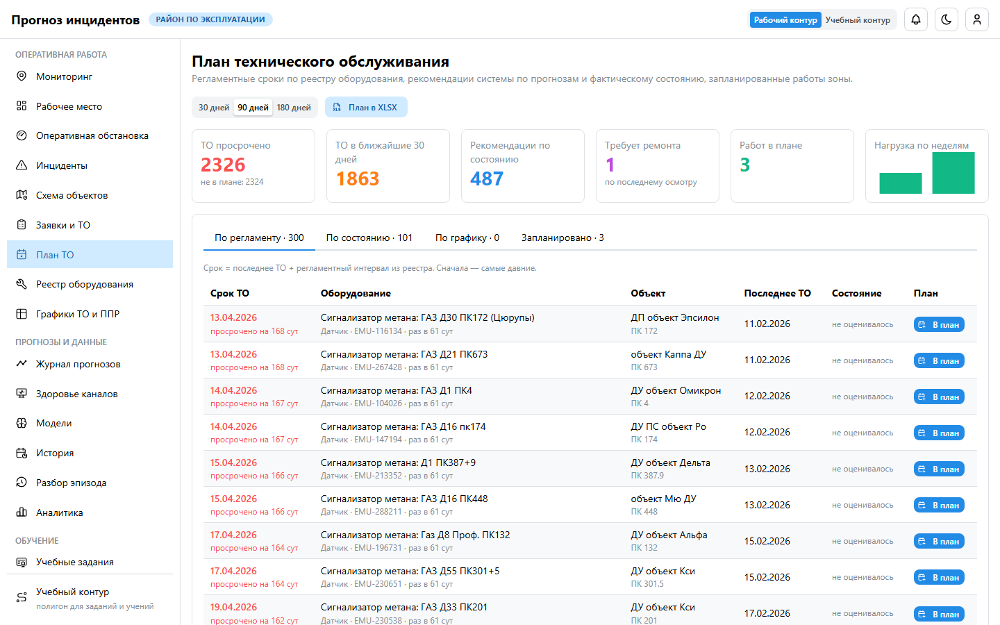 Прогноз инцидентов
РАЙОН ПО ЭКСПЛУАТАЦИИ
Рабочий контур
Учебный контур
ОПЕРАТИВНАЯ РАБОТА
Мониторинг
Рабочее место
Оперативная обстановка
Инциденты
Схема объектов
Заявки и ТО
План ТО
Реестр оборудования
Графики ТО и ППР
ПРОГНОЗЫ И ДАННЫЕ
Журнал прогнозов
Здоровье каналов
Модели
История
Разбор эпизода
Аналитика
ОБУЧЕНИЕ
Учебные задания
Учебный контур
полигон для заданий и учений
План технического обслуживания
Регламентные сроки по реестру оборудования, рекомендации системы по прогнозам и фактическому состоянию, запланированные работы зоны.
30 дней 90 дней 180 дней
План в XLSX
ТО просрочено
2326
не в плане: 2324
ТО в ближайшие 30
дней
1863
Рекомендации по
состоянию
487
Требует ремонта
1
по последнему осмотру
Работ в плане
3
Нагрузка по неделям
По регламенту · 300
По состоянию · 101
По графику · 0
Запланировано · 3
Срок = последнее ТО + регламентный интервал из реестра. Сначала — самые давние.
Срок ТО Оборудование Объект Последнее ТО Состояние План
13.04.2026 Сигнализатор метана: ГАЗ Д30 ПК172 (Цюрупы) ДП объект Эпсилон 11.02.2026 не оценивалось В план
просрочено на 168 сут Датчик · EMU-116134 · раз в 61 сут ПК 172
13.04.2026 Сигнализатор метана: ГАЗ Д21 ПК673 объект Каппа ДУ 11.02.2026 не оценивалось В план
просрочено на 168 сут Датчик · EMU-267428 · раз в 61 сут ПК 673
14.04.2026 Сигнализатор метана: ГАЗ Д1 ПК4 ДУ объект Омикрон 12.02.2026 не оценивалось В план
просрочено на 167 сут Датчик · EMU-104026 · раз в 61 сут ПК 4
14.04.2026 Сигнализатор метана: ГАЗ Д16 пк174 ДУ ПС объект Ро 12.02.2026 не оценивалось В план
просрочено на 167 сут Датчик · EMU-147194 · раз в 61 сут ПК 174
15.04.2026 Сигнализатор метана: Д1 ПК387+9 ДУ объект Дельта 13.02.2026 не оценивалось В план
просрочено на 166 сут Датчик · EMU-213352 · раз в 61 сут ПК 387.9
15.04.2026 Сигнализатор метана: ГАЗ Д16 ПК448 объект Мю ДУ 13.02.2026 не оценивалось В план
просрочено на 166 сут Датчик · EMU-288211 · раз в 61 сут ПК 448
17.04.2026 Сигнализатор метана: Газ Д8 Проф. ПК132 ДУ объект Альфа 15.02.2026 не оценивалось В план
просрочено на 164 сут Датчик · EMU-196731 · раз в 61 сут ПК 132
17.04.2026 Сигнализатор метана: ГАЗ Д55 ПК301+5 ДУ объект Кси 15.02.2026 не оценивалось В план
просрочено на 164 сут Датчик · EMU-230651 · раз в 61 сут ПК 301.5
19.04.2026 Сигнализатор метана: ГАЗ Д33 ПК201 ДУ объект Кси 17.02.2026 не оценивалось В план
просрочено на 162 сут Датчик · EMU-230538 · раз в 61 сут ПК 201